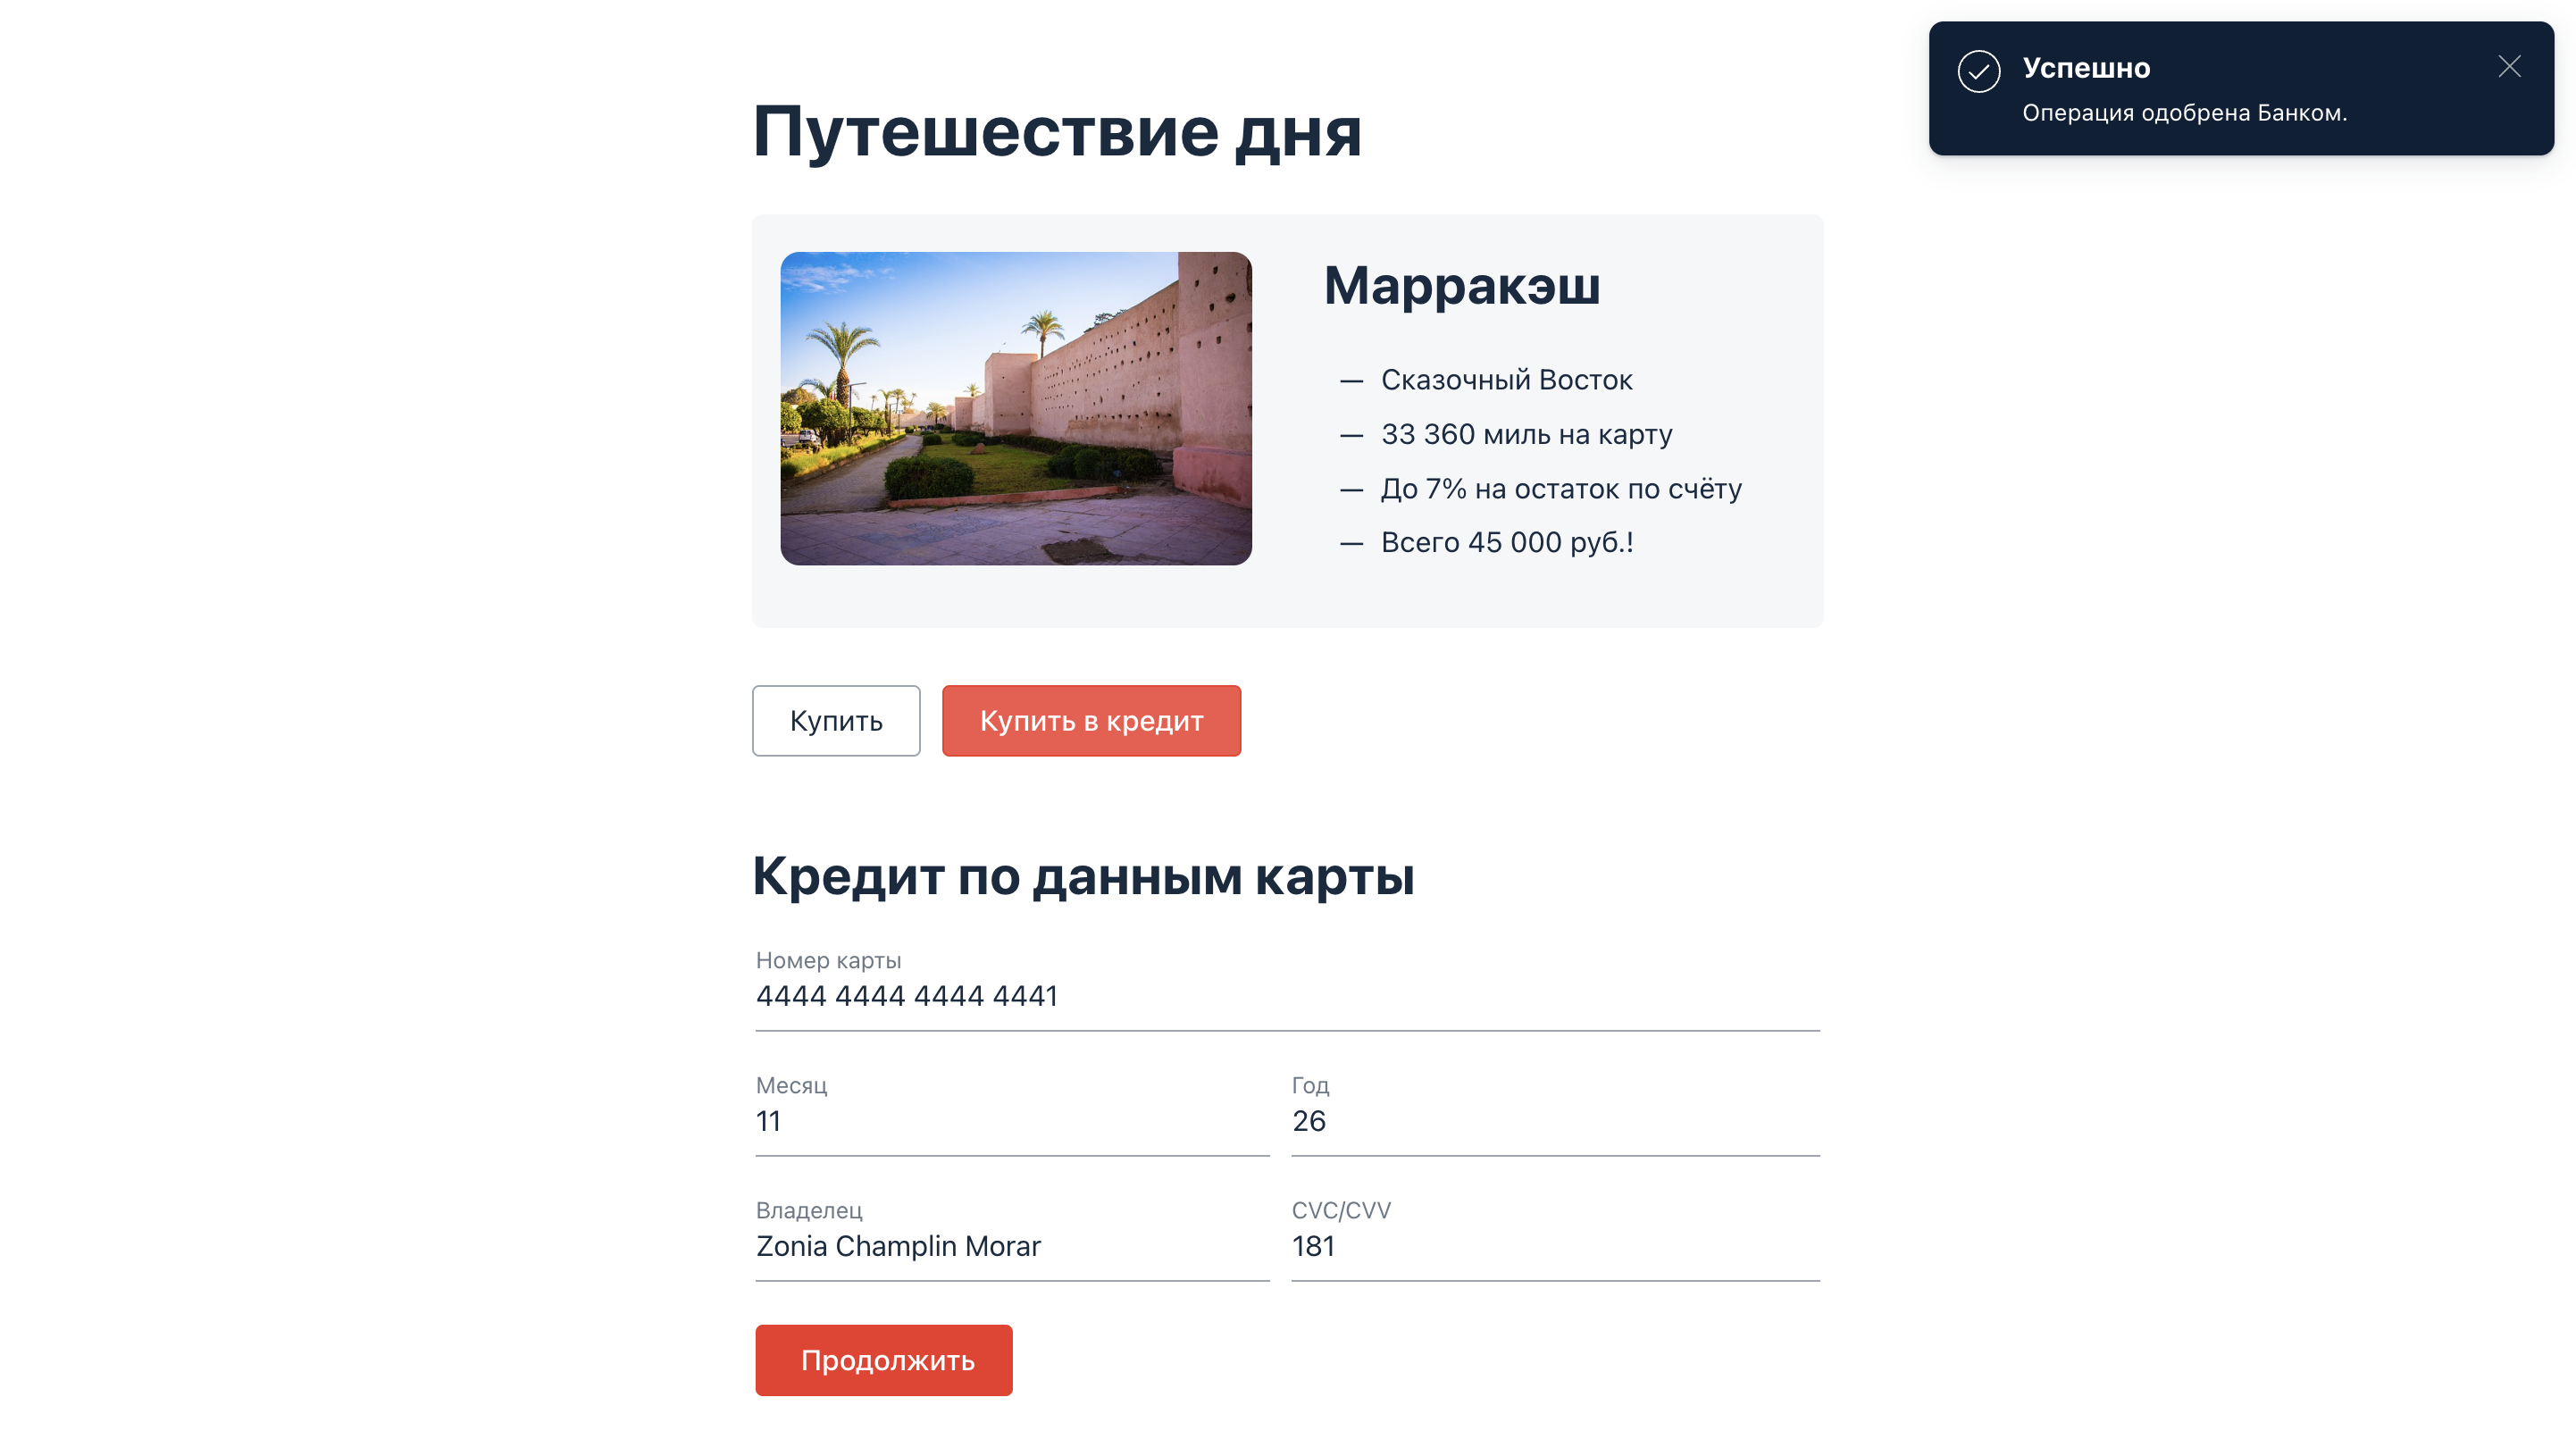 Успешно
Операция одобрена Банком.
Путешествие дня
Марракэш
— Сказочный Восток
— 33 360 миль на карту
— До 7% на остаток по счёту
— Всего 45 000 руб.!
Купить
Купить в кредит
Кредит по данным карты
Номер карты
4444 4444 4444 4441
Месяц
11
Год
26
Владелец
Zonia Champlin Morar
CVC/CVV
181
Продолжить